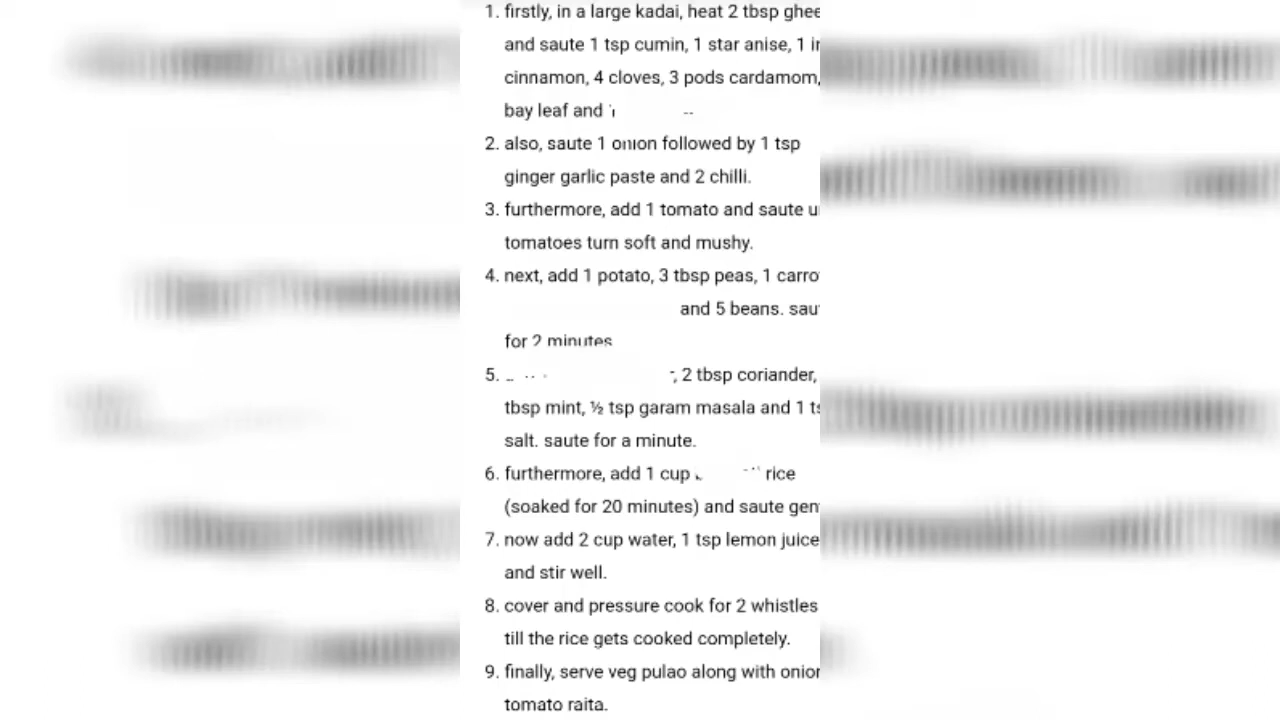 1. firstly, in a large kadai, heat 2 tbsp ghee
and saute 1 tsp cumin, 1 star anise, 1
cinnamon, 4 cloves, 3 pods cardamom,
bay leaf and
2. also, saute 1 onion followed by 1 tsp
ginger garlic paste and 2 chilli.
3. furthermore, add 1 tomato and saute
tomatoes turn soft and mushy.
4. next, add 1 potato, 3 tbsp peas, 1
and 5 beans.
for 2 minutes
5. , 2 tbsp coriander,
tbsp mint, ½ tsp garam masala and 1
salt. saute for a minute.
6. furthermore, add 1 cup rice
(soaked for 20 minutes) and saute
7. now add 2 cup water, 1 tsp lemon juice
and stir well.
8. cover and pressure cook for 2 whistles
till the rice gets cooked completely.
9. finally, serve veg pulao along with
tomato raita.